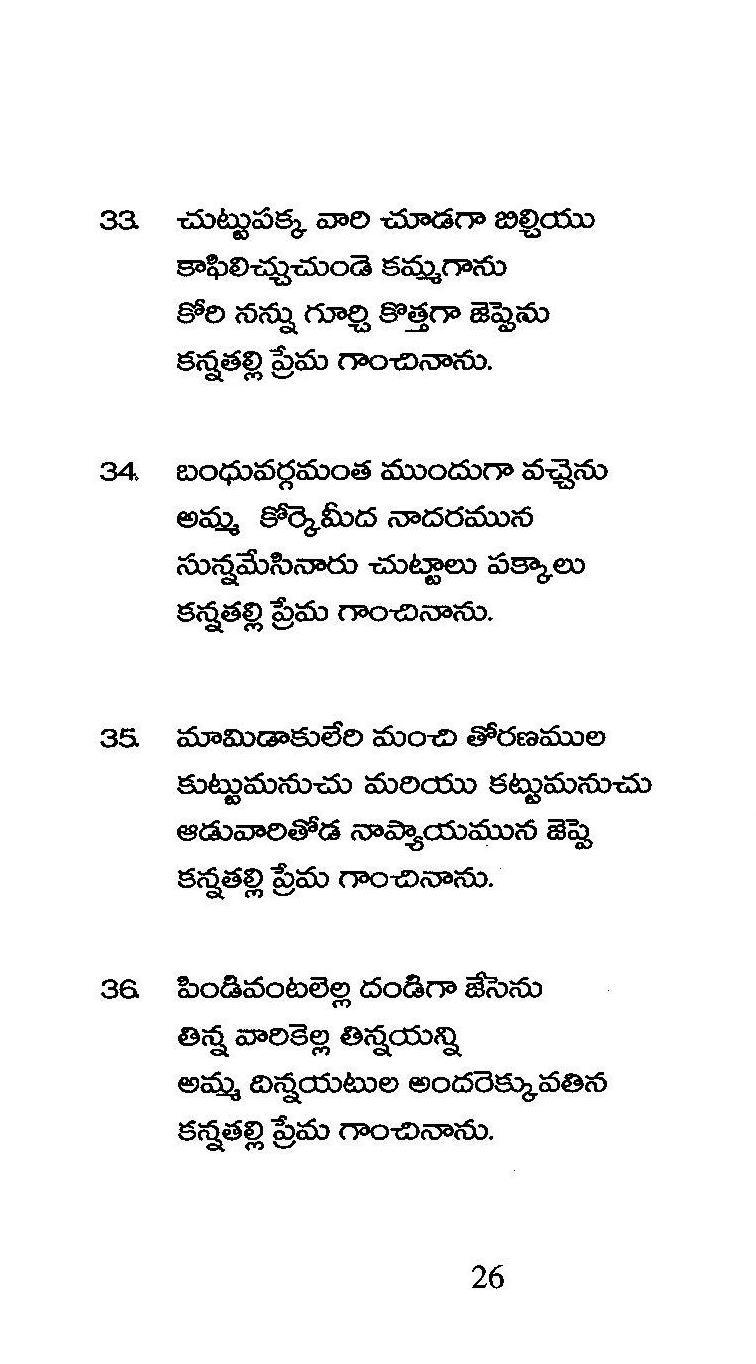 33. చుట్టుపక్క వారి చూడగా బిల్చియు
కాఫిలిచ్చుచుండె కమ్మగాను
కోరి నన్ను గూర్చి కొత్తగా జెప్పెను
కన్నతల్లి ప్రేమ గాంచినాను.
34. బంధువర్గమంత ముందుగా వచ్చెను
అమ్మ కోర్కెమీద నాదరమున
సున్నమేసినారు చుట్టాలు పక్కాలు
కన్నతల్లి ప్రేమ గాంచినాను.
35. మామిడాకులేరి మంచి తోరణముల
కుట్టుమనుచు మరియు కట్టుమనుచు
ఆడువారితోడ నాప్యాయమున జెప్పె
కన్నతల్లి ప్రేమ గాంచినాను.
36. పిండివంటలెల్ల దండిగా జేసెను
తిన్న వారికెల్ల తిన్నయన్ని
అమ్మ దిన్నయటుల అందరెక్కువతిన
కన్నతల్లి ప్రేమ గాంచినాను.
26